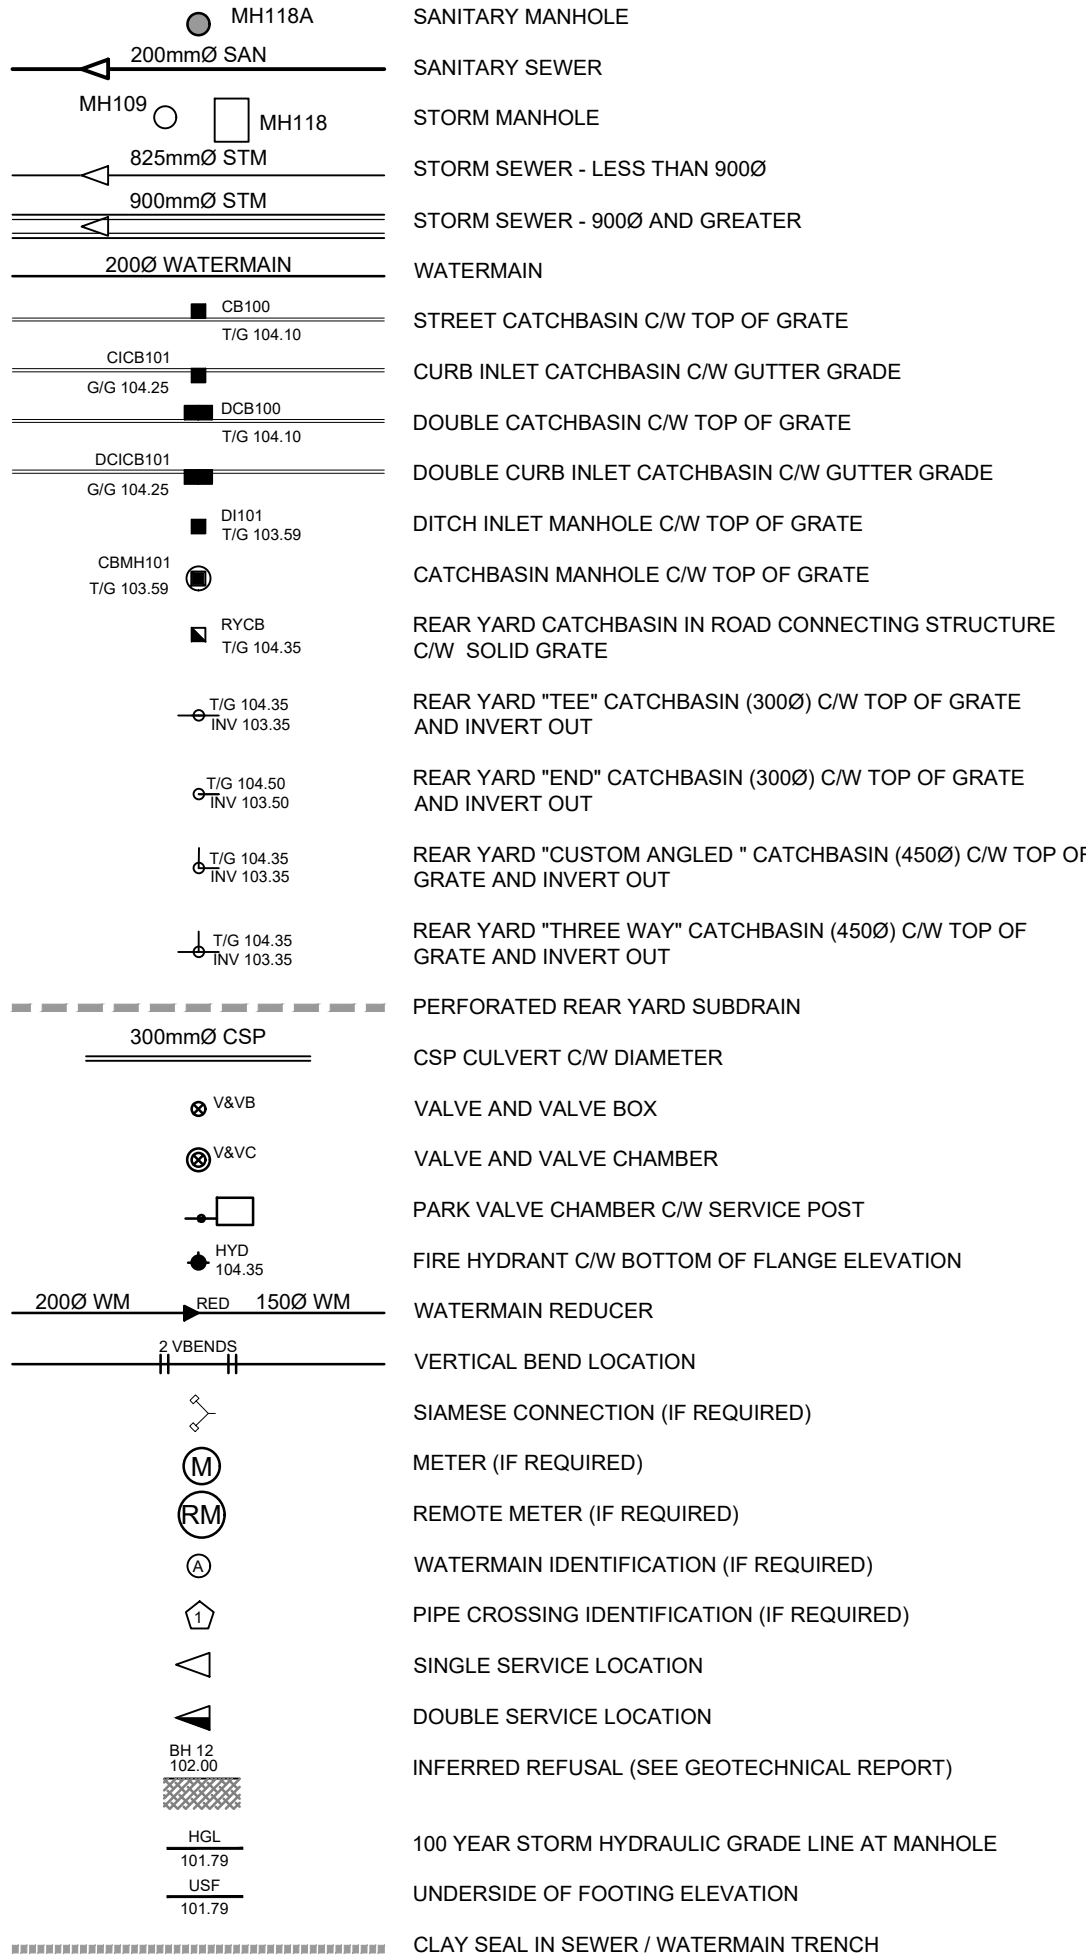 MH118A
SANITARY MANHOLE
200mmØ SAN
SANITARY SEWER
MH109
MH118
STORM MANHOLE
825mmØ STM
STORM SEWER - LESS THAN 900Ø
900mmØ STM
STORM SEWER - 900Ø AND GREATER
200Ø WATERMAIN
WATERMAIN
CB100
T/G 104.10
STREET CATCHBASIN C/W TOP OF GRATE
CICB101
G/G 104.25
CURB INLET CATCHBASIN C/W GUTTER GRADE
DCB100
T/G 104.10
DOUBLE CATCHBASIN C/W TOP OF GRATE
DCICB101
G/G 104.25
DOUBLE CURB INLET CATCHBASIN C/W GUTTER GRADE
DI101
T/G 103.59
DITCH INLET MANHOLE C/W TOP OF GRATE
CBMH101
T/G 103.59
CATCHBASIN MANHOLE C/W TOP OF GRATE
RYCB
T/G 104.35
REAR YARD CATCHBASIN IN ROAD CONNECTING STRUCTURE
C/W SOLID GRATE
T/G 104.35
INV 103.35
REAR YARD "TEE" CATCHBASIN (300Ø) C/W TOP OF GRATE
AND INVERT OUT
T/G 104.50
INV 103.50
REAR YARD "END" CATCHBASIN (300Ø) C/W TOP OF GRATE
AND INVERT OUT
T/G 104.35
INV 103.35
REAR YARD "CUSTOM ANGLED " CATCHBASIN (450Ø) C/W TOP OF
GRATE AND INVERT OUT
T/G 104.35
INV 103.35
REAR YARD "THREE WAY" CATCHBASIN (450Ø) C/W TOP OF
GRATE AND INVERT OUT
PERFORATED REAR YARD SUBDRAIN
300mmØ CSP
CSP CULVERT C/W DIAMETER
V&VB
VALVE AND VALVE BOX
V&VC
VALVE AND VALVE CHAMBER
PARK VALVE CHAMBER C/W SERVICE POST
HYD
104.35
FIRE HYDRANT C/W BOTTOM OF FLANGE ELEVATION
200Ø WM
RED
150Ø WM
WATERMAIN REDUCER
2 VBENDS
VERTICAL BEND LOCATION
SIAMESE CONNECTION (IF REQUIRED)
M
METER (IF REQUIRED)
RM
REMOTE METER (IF REQUIRED)
A
WATERMAIN IDENTIFICATION (IF REQUIRED)
1
PIPE CROSSING IDENTIFICATION (IF REQUIRED)
SINGLE SERVICE LOCATION
DOUBLE SERVICE LOCATION
BH 12
102.00
INFERRED REFUSAL (SEE GEOTECHNICAL REPORT)
HGL
101.79
100 YEAR STORM HYDRAULIC GRADE LINE AT MANHOLE
USF
101.79
UNDERSIDE OF FOOTING ELEVATION
CLAY SEAL IN SEWER / WATERMAIN TRENCH